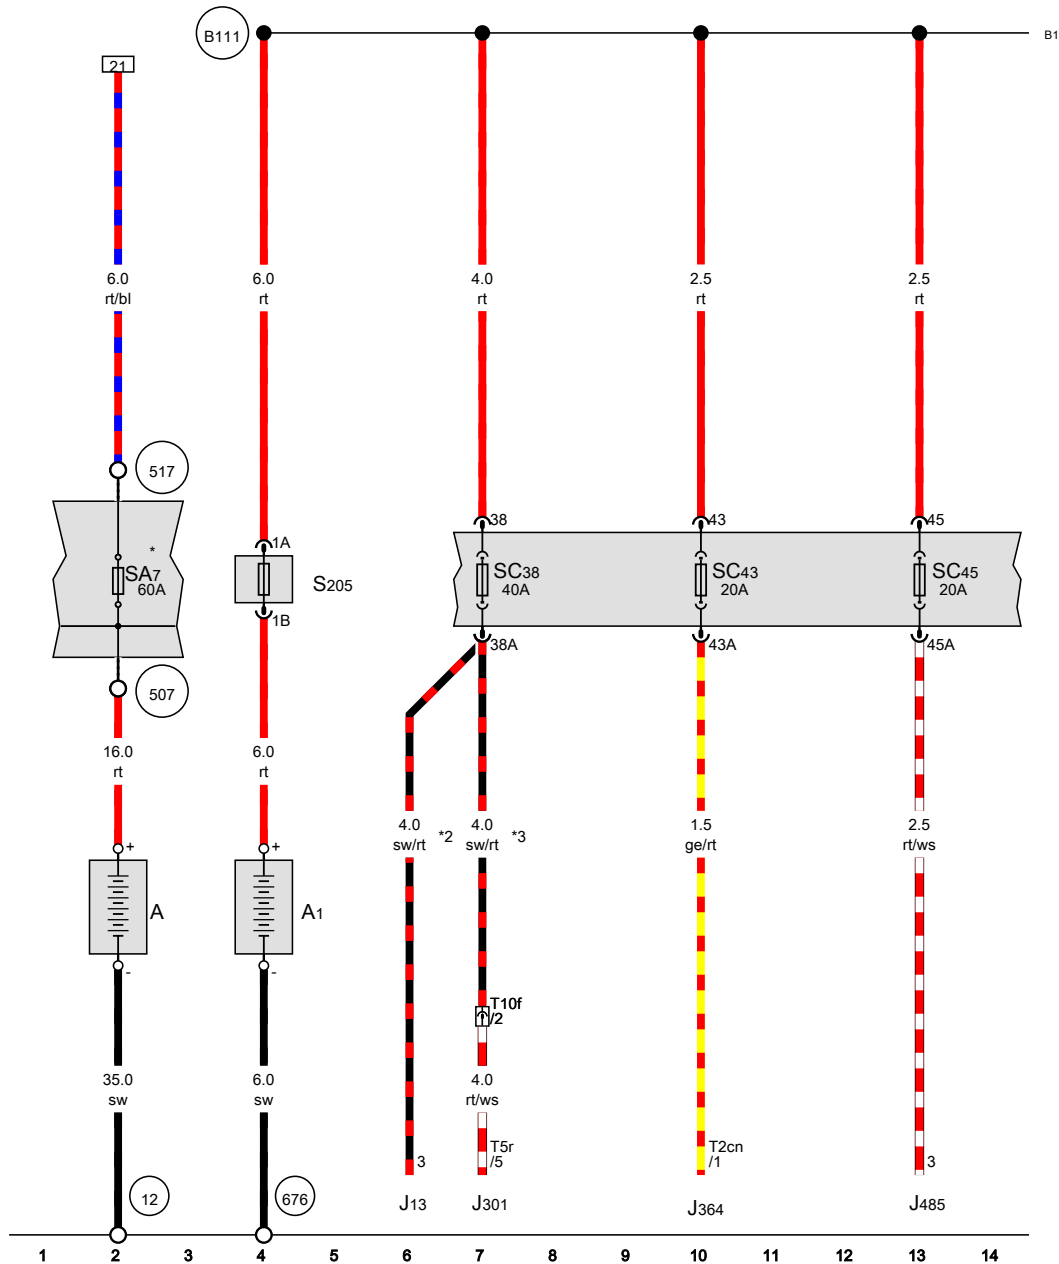 B111
B1
21
6.0
rt/bl
6.0
rt
4.0
rt
2.5
rt
2.5
rt
517
38
43
45
1A
SA7
*
60A
S205
SC38
40A
SC43
20A
SC45
20A
1B
38A
43A
45A
507
16.0
rt
6.0
rt
4.0
sw/rt
*2
4.0
sw/rt
*3
1.5
ge/rt
2.5
rt/ws
+
+
A
A1
-
-
T10f
/2
35.0
sw
6.0
sw
4.0
rt/ws
3
T5r
/5
T2cn
/1
3
12
676
J13
J301
J364
J485
1 2 3 4 5 6 7 8 9 10 11 12 13 14